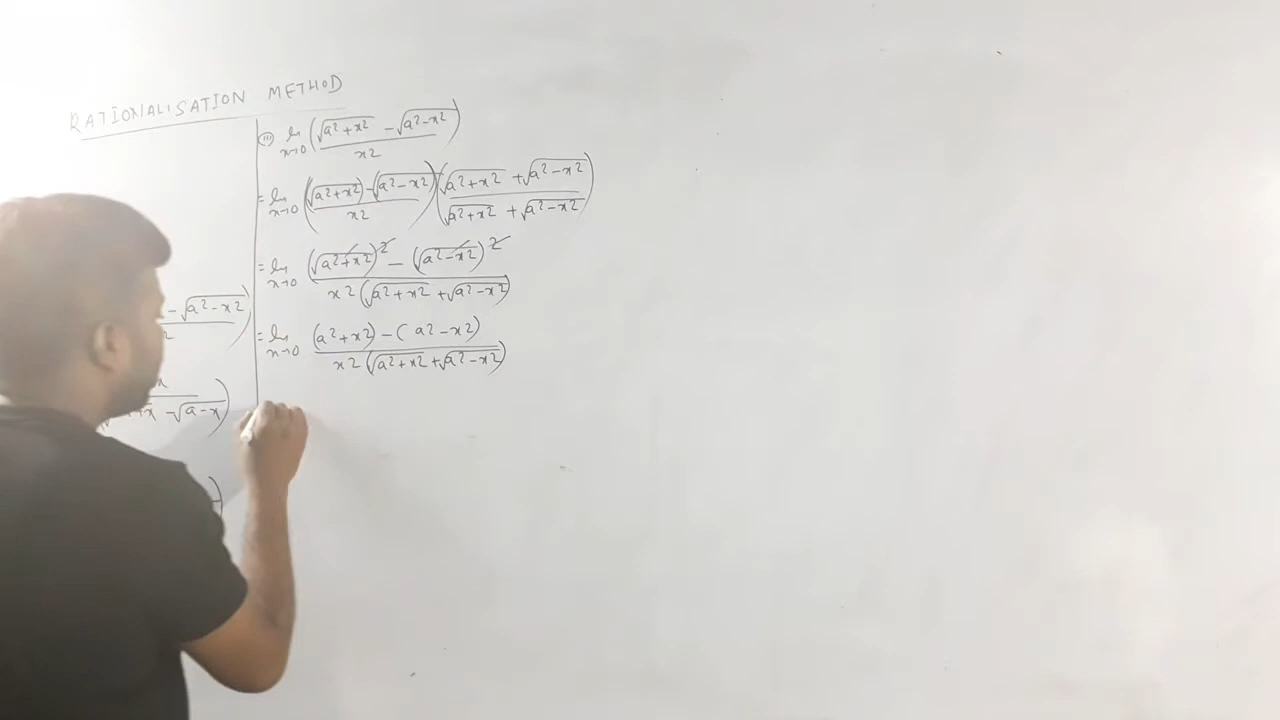 RATIONALISATION METHOD
(iii) lim x→0 (√a²+x² - √a²-x²) / x2
= lim x→0 ((√a²+x²) - (√a²-x²) / x2) (√a²+x² + √a²-x² / √a²+x² + √a²-x²)
= lim x→0 (√a²+x²)² - (√a²-x²)² / x2 (√a²+x² + √a²-x²)
= lim x→0 (a²+x2) - (a2-x2) / x2 (√a²+x2 + √a²-x2)
- √a²-x²)
x
+x - √a-x)